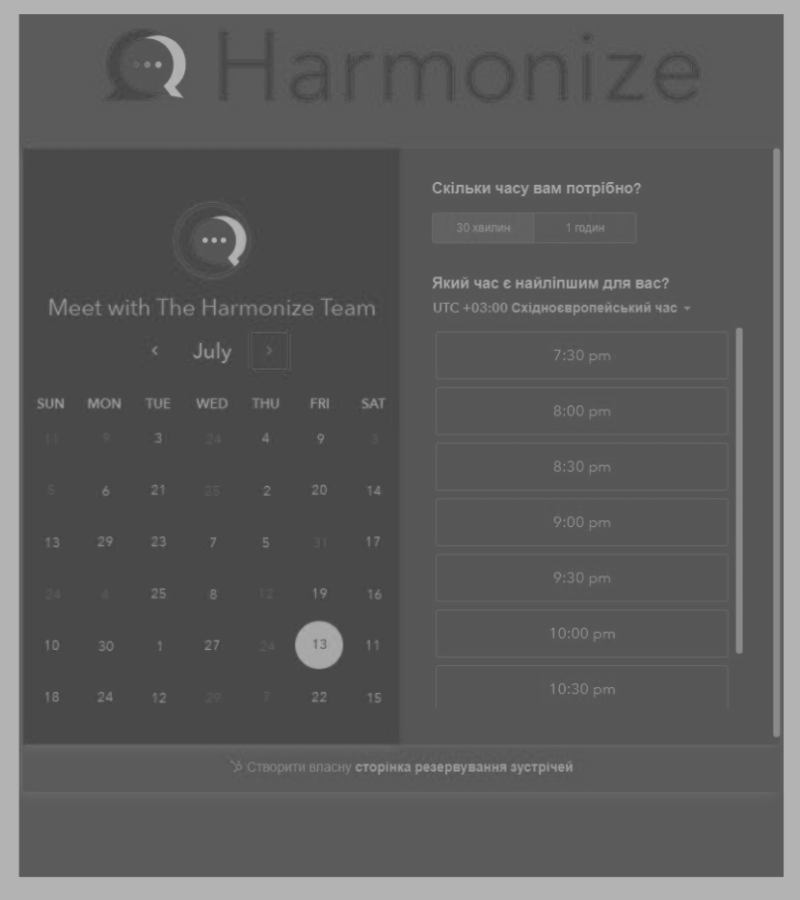 Harmonize
Meet with The Harmonize Team
July
SUN MON TUE WED THU FRI SAT
11 9 3 24 4 9 3
5 6 21 25 2 20 14
13 29 23 7 5 31 17
24 4 25 8 12 19 16
10 30 1 27 24 13 11
18 24 12 29 7 22 15
Скільки часу вам потрібно?
30 хвилин 1 годин
Який час є найліпшим для вас?
UTC +03:00 Східноєвропейський час
7:30 pm
8:00 pm
8:30 pm
9:00 pm
9:30 pm
10:00 pm
10:30 pm
Створити власну сторінка резервування зустрічей